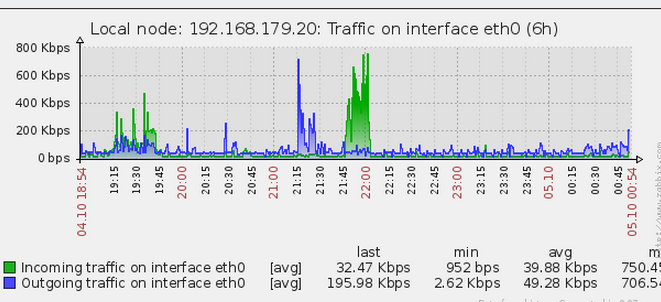 Local node: 192.168.179.20: Traffic on interface eth0 (6h)
800 Kbps
600 Kbps
400 Kbps
200 Kbps
0 bps
04.10 18:54 19:15 19:30 19:45 20:00 20:15 20:30 20:45 21:00 21:15 21:30 21:45 22:00 22:15 22:30 22:45 23:00 23:15 23:30 23:45 05.10 00:15 00:30 00:45 05.10 00:54
last min avg
Incoming traffic on interface eth0 [avg] 32.47 Kbps 952 bps 39.88 Kbps 750.45
Outgoing traffic on interface eth0 [avg] 195.98 Kbps 2.62 Kbps 49.28 Kbps 706.54